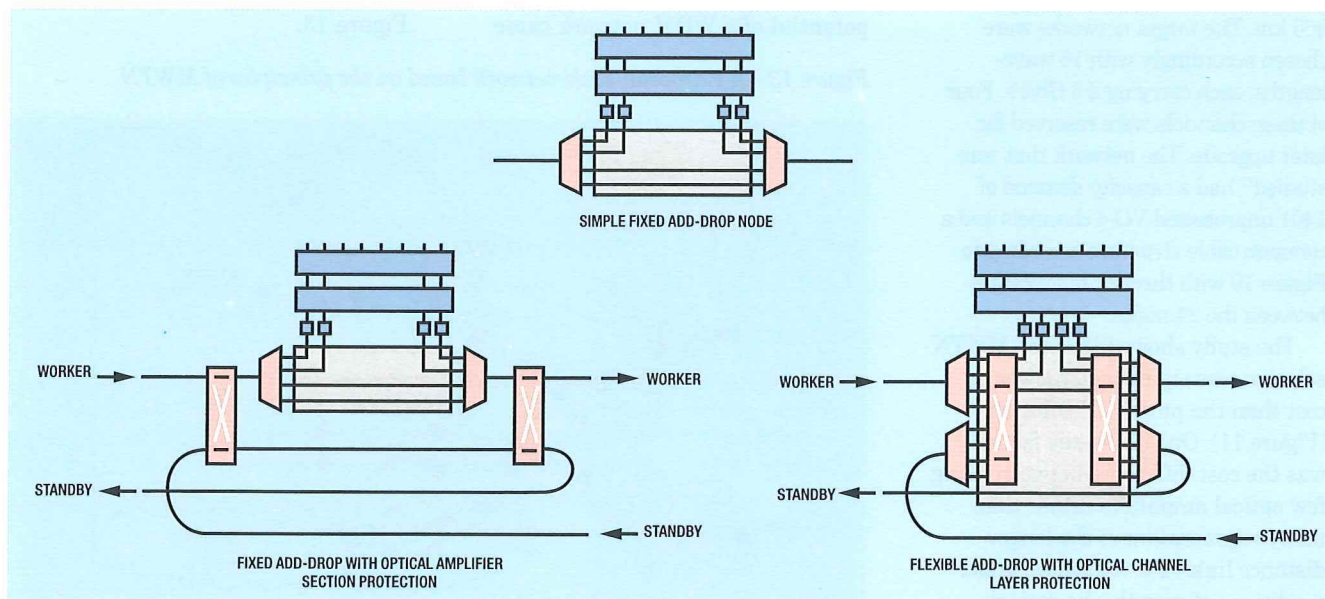 SIMPLE FIXED ADD-DROP NODE
WORKER
WORKER
STANDBY
STANDBY
FIXED ADD-DROP WITH OPTICAL AMPLIFIER
SECTION PROTECTION
WORKER
WORKER
STANDBY
STANDBY
FLEXIBLE ADD-DROP WITH OPTICAL CHANNEL
LAYER PROTECTION